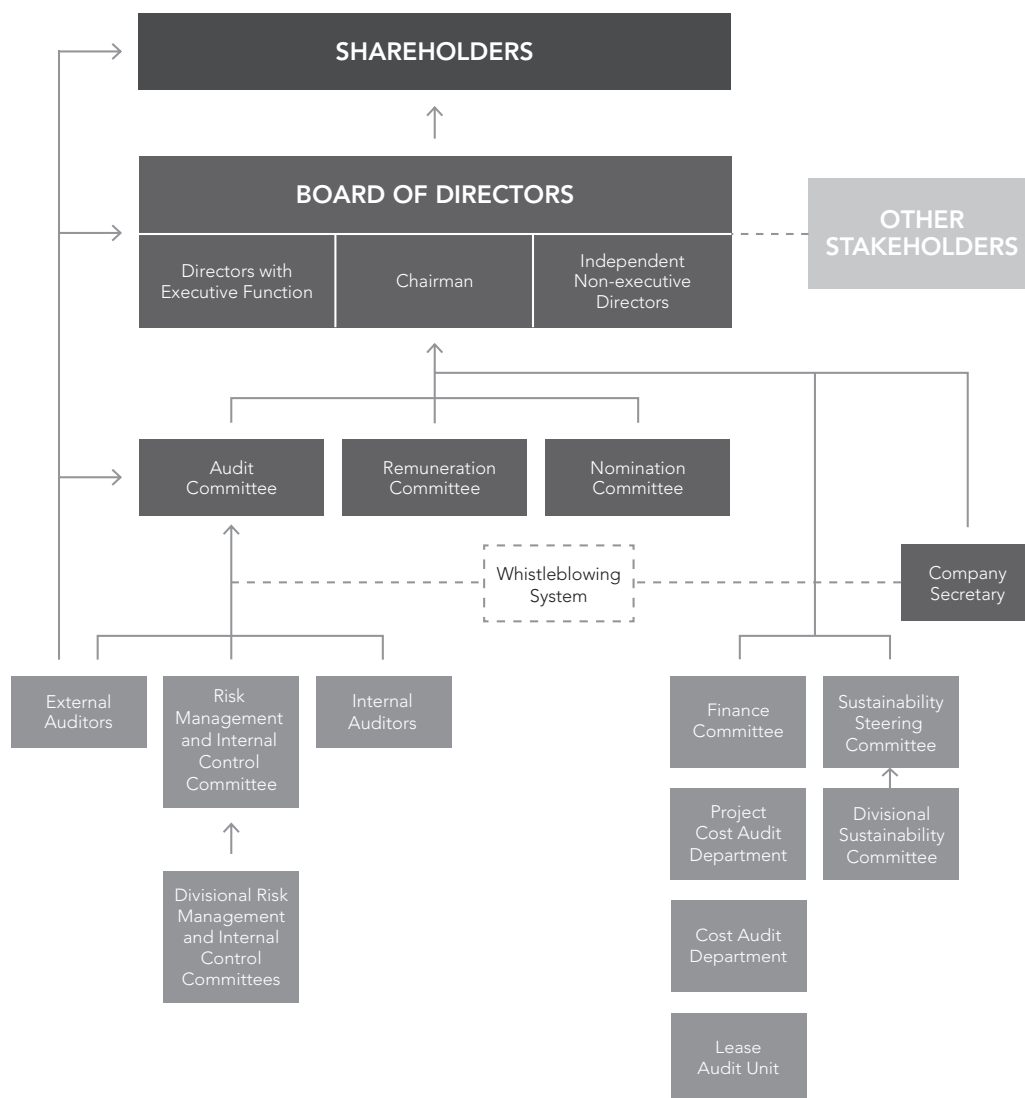 SHAREHOLDERS
BOARD OF DIRECTORS
Directors with
Executive Function
Chairman
Independent
Non-executive
Directors
OTHER
STAKEHOLDERS
Audit
Committee
Remuneration
Committee
Nomination
Committee
Whistleblowing
System
Company
Secretary
External
Auditors
Risk
Management
and Internal
Control
Committee
Internal
Auditors
Finance
Committee
Sustainability
Steering
Committee
Project
Cost Audit
Department
Divisional
Sustainability
Committee
Divisional Risk
Management
and Internal
Control
Committees
Cost Audit
Department
Lease
Audit Unit